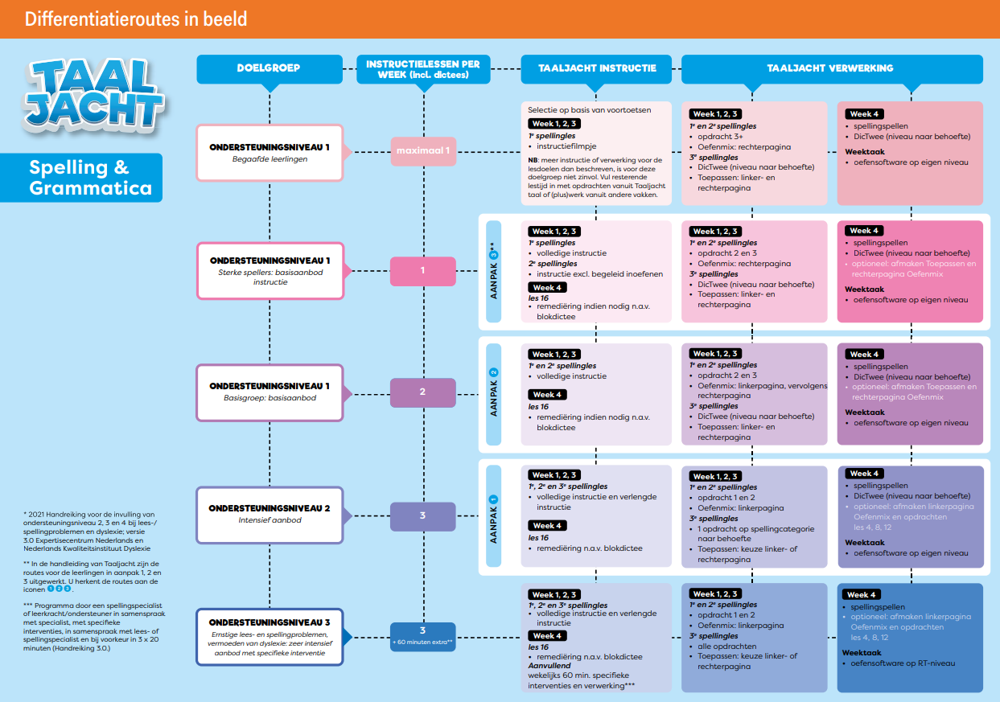 Differentiatieroutes in beeld
TAAL
JACHT
Spelling &
Grammatica
DOELGROEP
INSTRUCTIELESSEN PER
WEEK (Incl. dictees)
TAALJACHT INSTRUCTIE
TAALJACHT VERWERKING
ONDERSTEUNINGSNIVEAU 1
Begaafde leerlingen
maximaal 1
Selectie op basis van voortoetsen
Week 1, 2, 3
1e spellingles
• instructiefilmpje
NB: meer instructie of verwerking voor de
lesdoelen dan beschreven, is voor deze
doelgroep niet zinvol. Vul resterende
lestijd in met opdrachten vanuit Taaljacht
taal of (plus)werk vanuit andere vakken.
Week 1, 2, 3
1e en 2e spellingles
• opdracht 3+
• Oefenmix: rechterpagina
3e spellingles
• DicTwee (niveau naar behoefte)
• Toepassen: linker- en
rechterpagina
Week 4
• spellingspellen
• DicTwee (niveau naar behoefte)
Weektaak
• oefensoftware op eigen niveau
ONDERSTEUNINGSNIVEAU 1
Sterke spellers: basisaanbod
instructie
1
AANPAK 3 **
Week 1, 2, 3
1e spellingles
• volledige instructie
2e spellingles
• instructie excl. begeleid inoefenen
Week 4
les 16
• remediëring indien nodig n.a.v.
blokdictee
Week 1, 2, 3
1e en 2e spellingles
• opdracht 2 en 3
• Oefenmix: rechterpagina
3e spellingles
• DicTwee (niveau naar behoefte)
• Toepassen: linker- en
rechterpagina
Week 4
• spellingspellen
• DicTwee (niveau naar behoefte)
• optioneel: afmaken Toepassen en
rechterpagina Oefenmix
Weektaak
• oefensoftware op eigen niveau
ONDERSTEUNINGSNIVEAU 1
Basisgroep: basisaanbod
2
AANPAK 2
Week 1, 2, 3
1e en 2e spellingles
• volledige instructie
Week 4
les 16
• remediëring indien nodig n.a.v.
blokdictee
Week 1, 2, 3
1e en 2e spellingles
• opdracht 2 en 3
• Oefenmix: linkerpagina, vervolgens
rechterpagina
3e spellingles
• DicTwee (niveau naar behoefte)
• Toepassen: linker- en
rechterpagina
Week 4
• spellingspellen
• DicTwee (niveau naar behoefte)
• optioneel: afmaken Toepassen en
rechterpagina Oefenmix
Weektaak
• oefensoftware op eigen niveau
ONDERSTEUNINGSNIVEAU 2
Intensief aanbod
3
AANPAK 1
Week 1, 2, 3
1e, 2e en 3e spellingles
• volledige instructie en verlengde
instructie
Week 4
les 16
• remediëring n.a.v. blokdictee
Week 1, 2, 3
1e en 2e spellingles
• opdracht 1 en 2
• Oefenmix: linkerpagina
3e spellingles
• 1 opdracht op spellingcategorie
naar behoefte
• Toepassen: keuze linker- of
rechterpagina
Week 4
• spellingspellen
• DicTwee (niveau naar behoefte)
• optioneel: afmaken linkerpagina
Oefenmix en opdrachten
les 4, 8, 12
Weektaak
• oefensoftware op eigen niveau
ONDERSTEUNINGSNIVEAU 3
Ernstige lees- en spellingproblemen,
vermoeden van dyslexie: zeer intensief
aanbod met specifieke interventie
3
+ 60 minuten extra**
Week 1, 2, 3
1e, 2e en 3e spellingles
• volledige instructie en verlengde
instructie
Week 4
les 16
• remediëring n.a.v. blokdictee
Aanvullend
wekelijks 60 min. specifieke
interventies en verwerking***
Week 1, 2, 3
1e en 2e spellingles
• opdracht 1 en 2
• Oefenmix: linkerpagina
3e spellingles
• alle opdrachten
• Toepassen: keuze linker- of
rechterpagina
Week 4
• spellingspellen
• optioneel: afmaken linkerpagina
Oefenmix en opdrachten
les 4, 8, 12
Weektaak
• oefensoftware op RT-niveau
* 2021 Handreiking voor de invulling van
ondersteuningsniveau 2, 3 en 4 bij lees-/
spellingproblemen en dyslexie; versie
3.0 Expertisecentrum Nederlands en
Nederlands Kwaliteitsinstituut Dyslexie
** In de handleiding van Taaljacht zijn de
routes voor de leerlingen in aanpak 1, 2 en
3 uitgewerkt. U herkent de routes aan de
iconen 1 2 3 .
*** Programma door een spellingspecialist
of leerkracht/ondersteuner in samenspraak
met specialist, met specifieke
interventies, in samenspraak met lees- of
spellingspecialist en bij voorkeur in 3 x 20
minuten (Handreiking 3.0.)